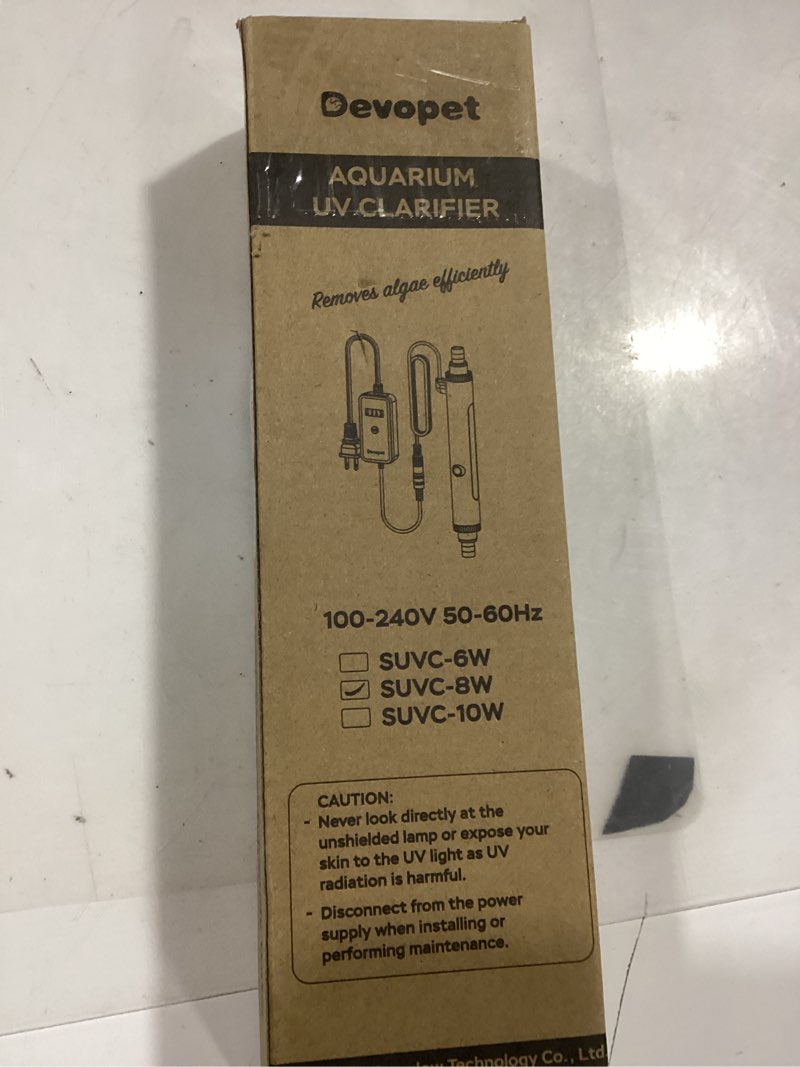 Devopet
AQUARIUM
UV CLARIFIER
Removes algae efficiently
Devopet
100-240V 50-60Hz
SUVC-6W
SUVC-8W
SUVC-10W
CAUTION:
- Never look directly at the
unshielded lamp or expose your
skin to the UV light as UV
radiation is harmful.
- Disconnect from the power
supply when installing or
performing maintenance.
Technology Co., Ltd.